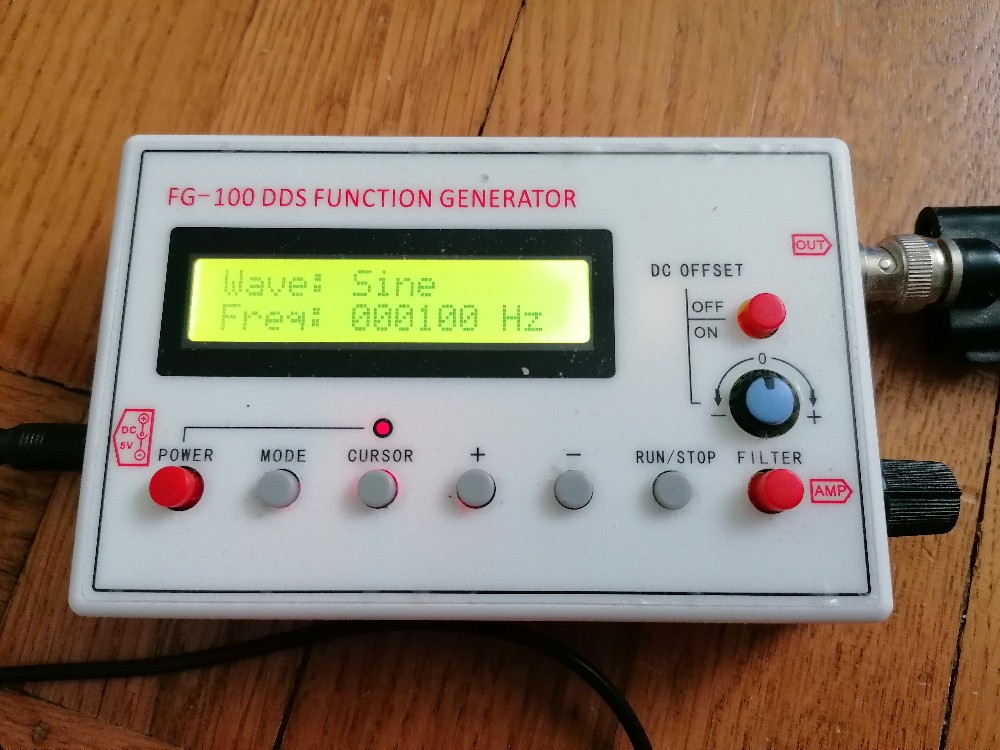 FG-100 DDS FUNCTION GENERATOR
OUT
Wave: Sine
Freq: 000100 Hz
DC OFFSET
OFF
ON
0
- +
DC
5V
POWER MODE CURSOR + - RUN/STOP FILTER
AMP